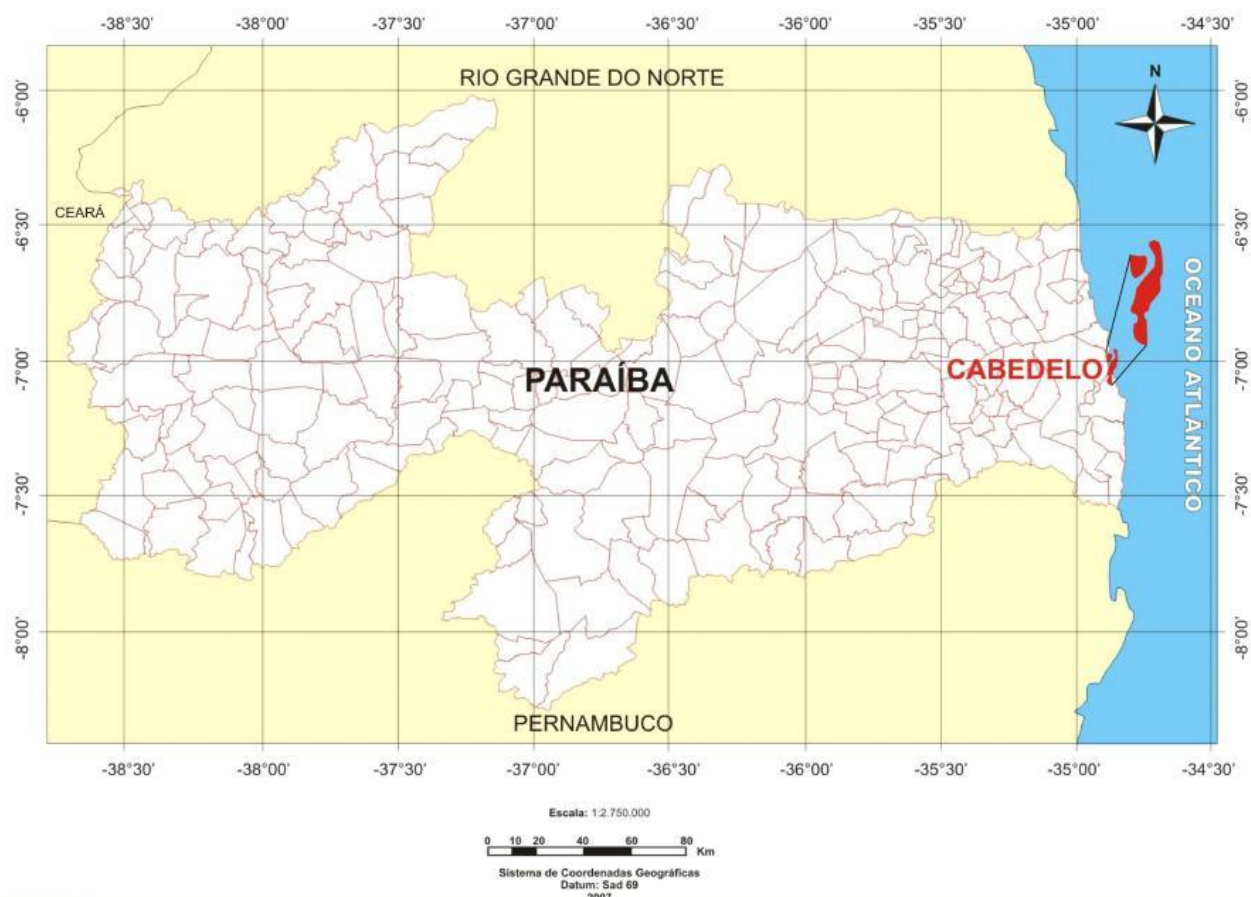 -38°30' -38°00' -37°30' -37°00' -36°30' -36°00' -35°30' -35°00' -34°30'
RIO GRANDE DO NORTE
N
-6°00' -6°00'
CEARÁ
-6°30' -6°30'
OCEANO ATLÂNTICO
-7°00' -7°00'
CABEDELO
PARAÍBA
-7°30' -7°30'
-8°00' -8°00'
PERNAMBUCO
-38°30' -38°00' -37°30' -37°00' -36°30' -36°00' -35°30' -35°00' -34°30'
Escala: 1:2.750.000
0 10 20 40 60 80
Km
Sistema de Coordenadas Geográficas
Datum: Sad 69